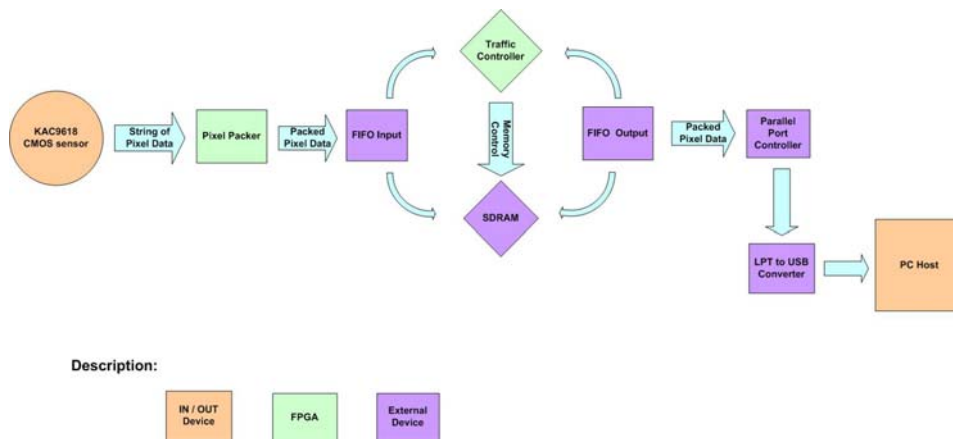 Traffic
Controller
KAC9618
CMOS sensor
String of
Pixel Data
Pixel Packer
Packed
Pixel Data
FIFO Input
Memory
Control
FIFO Output
Packed
Pixel Data
Parallel
Port
Controller
SDRAM
LPT to USB
Converter
PC Host
Description:
IN / OUT
Device
FPGA
External
Device